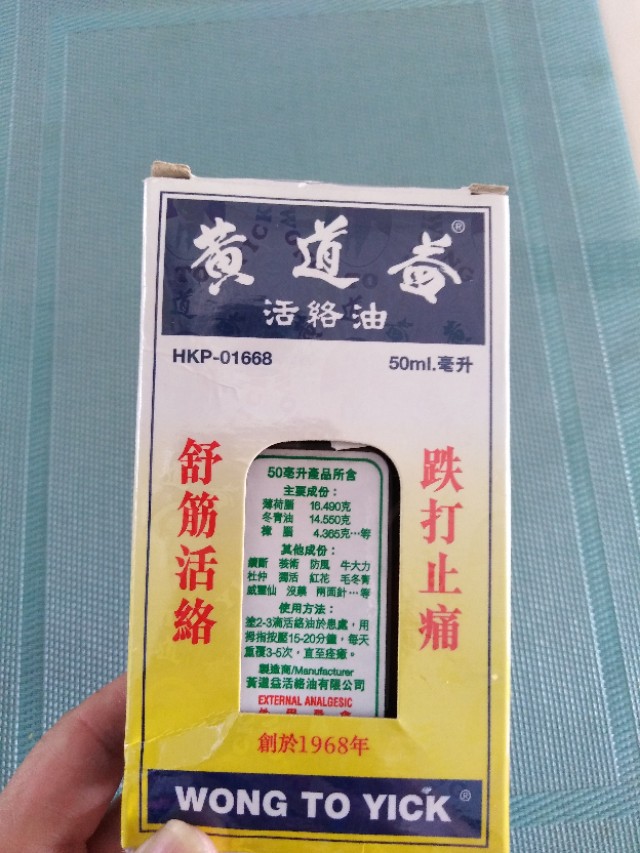 黃道益®
活絡油
HKP-01668
50ml.毫升
舒筋活絡
跌打止痛
50毫升產品所含
主要成份：
薄荷腦 16.490克
冬青油 14.550克
樟腦 4.365克⋯等
其他成份：
續斷 莪術 防風 牛大力
杜仲 獨活 紅花 毛冬青
威靈仙 沒藥 兩面針⋯等
使用方法：
塗2-3滴活絡油於患處，用
拇指按壓15-20分鐘，每天
重覆3-5次，直至痊癒。
製造商/Manufacturer
黃道益活絡油有限公司
EXTERNAL ANALGESIC
創於1968年
WONG TO YICK®